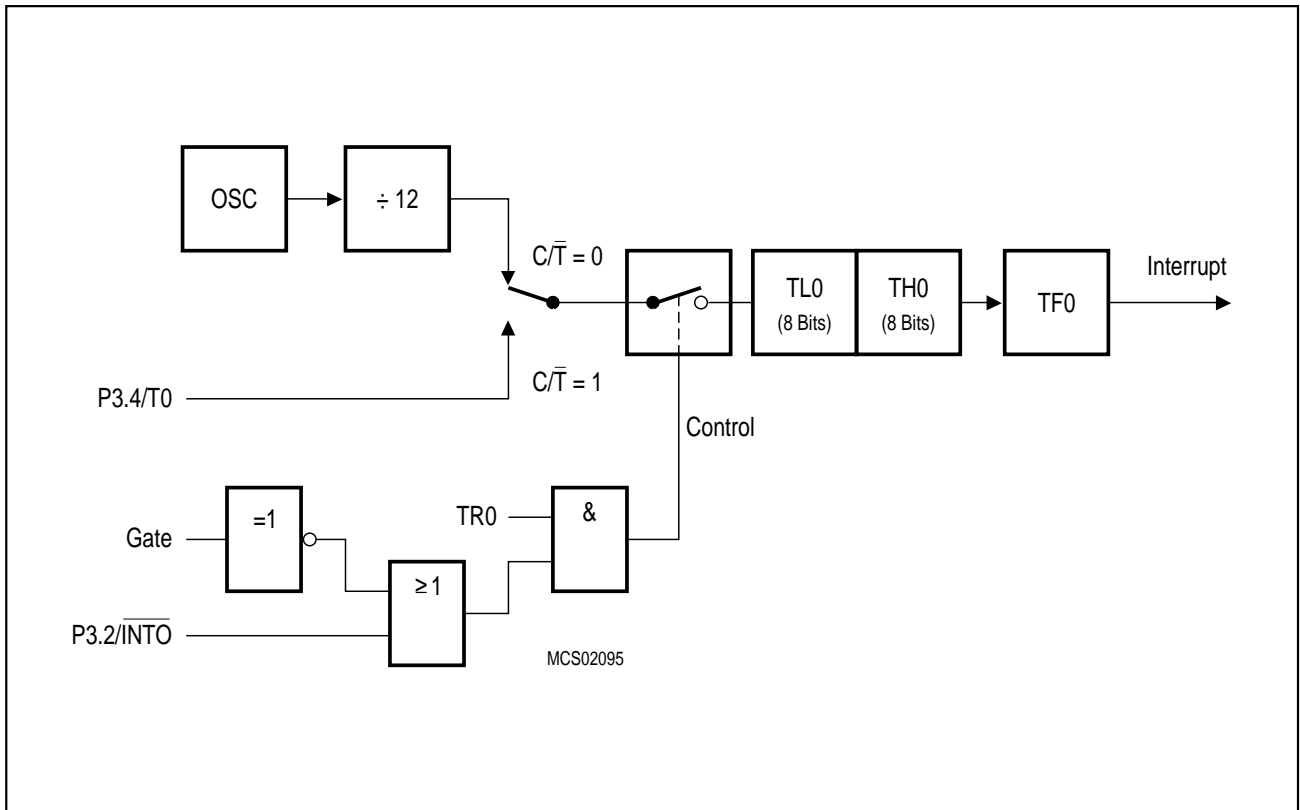 OSC
÷ 12
C/T̅ = 0
TL0
(8 Bits)
TH0
(8 Bits)
TF0
Interrupt
P3.4/T0
C/T̅ = 1
Control
Gate
=1
TR0
&
≥ 1
P3.2/I̅N̅T̅O̅
MCS02095